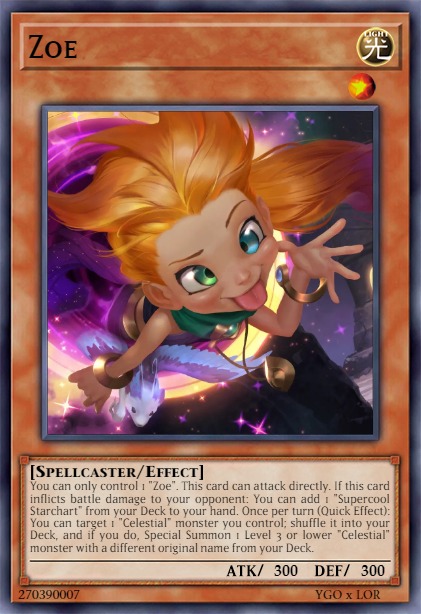 Zoe
LIGHT
光
[Spellcaster/Effect]
You can only control 1 "Zoe". This card can attack directly. If this card
inflicts battle damage to your opponent: You can add 1 "Supercool
Starchart" from your Deck to your hand. Once per turn (Quick Effect):
You can target 1 "Celestial" monster you control; shuffle it into your
Deck, and if you do, Special Summon 1 Level 3 or lower "Celestial"
monster with a different original name from your Deck.
ATK/ 300 DEF/ 300
270390007 YGO x LOR